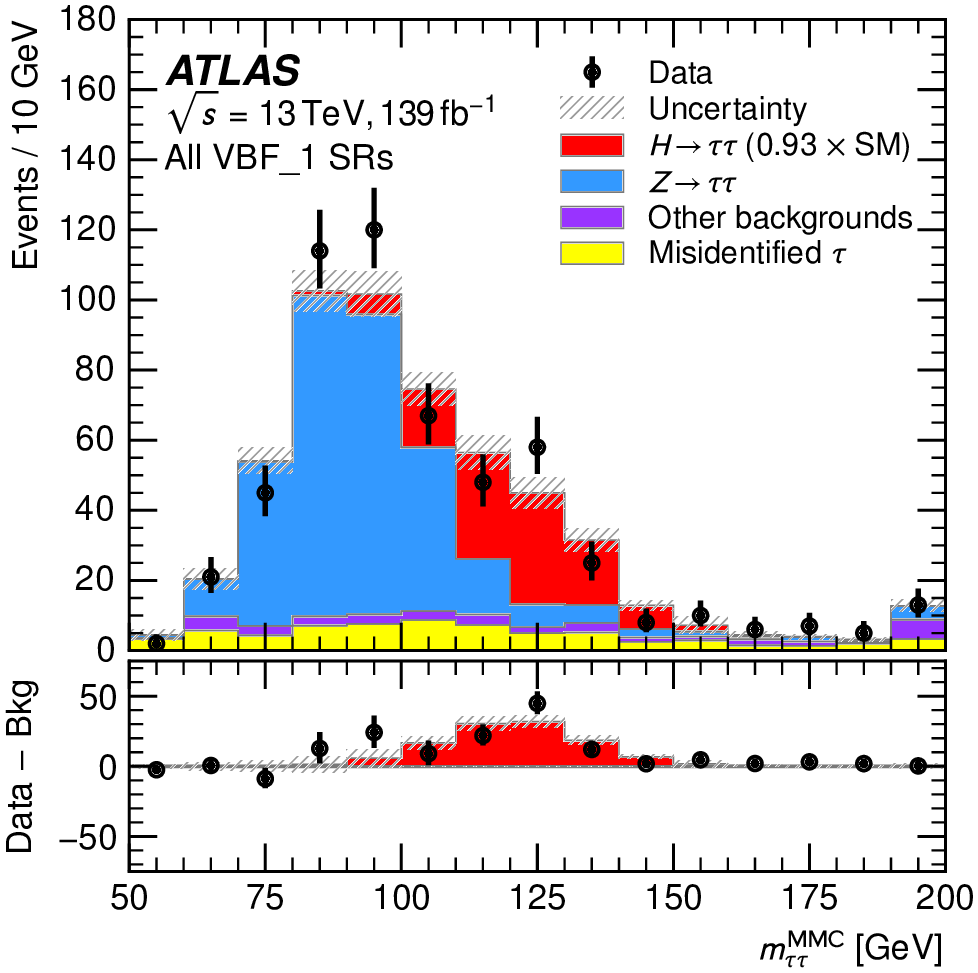 180
160
140
120
100
80
60
40
20
0
Events / 10 GeV
ATLAS
√s = 13 TeV, 139 fb⁻¹
All VBF_1 SRs
Data
Uncertainty
H → ττ (0.93 × SM)
Z → ττ
Other backgrounds
Misidentified τ
50
0
−50
Data − Bkg
50 75 100 125 150 175 200
m_ττ^MMC [GeV]